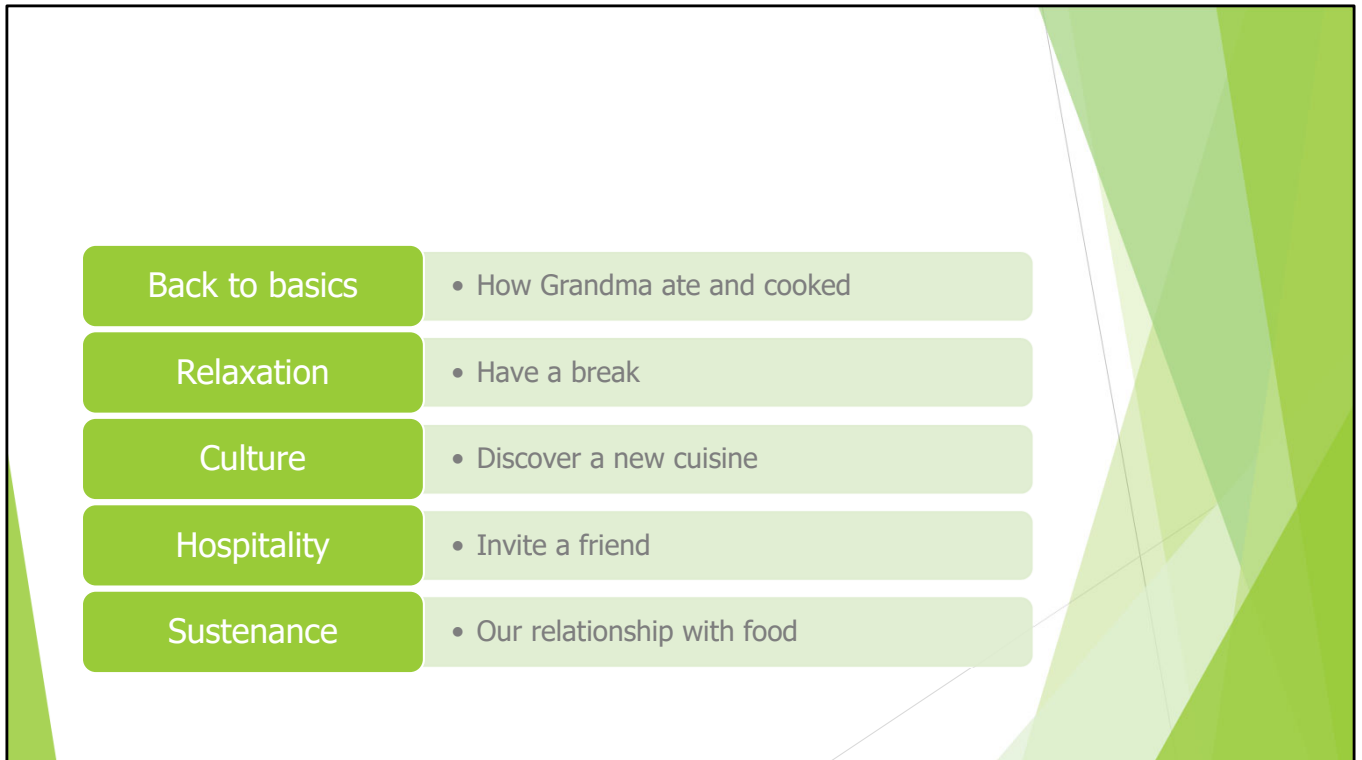 Back to basics
• How Grandma ate and cooked
Relaxation
• Have a break
Culture
• Discover a new cuisine
Hospitality
• Invite a friend
Sustenance
• Our relationship with food